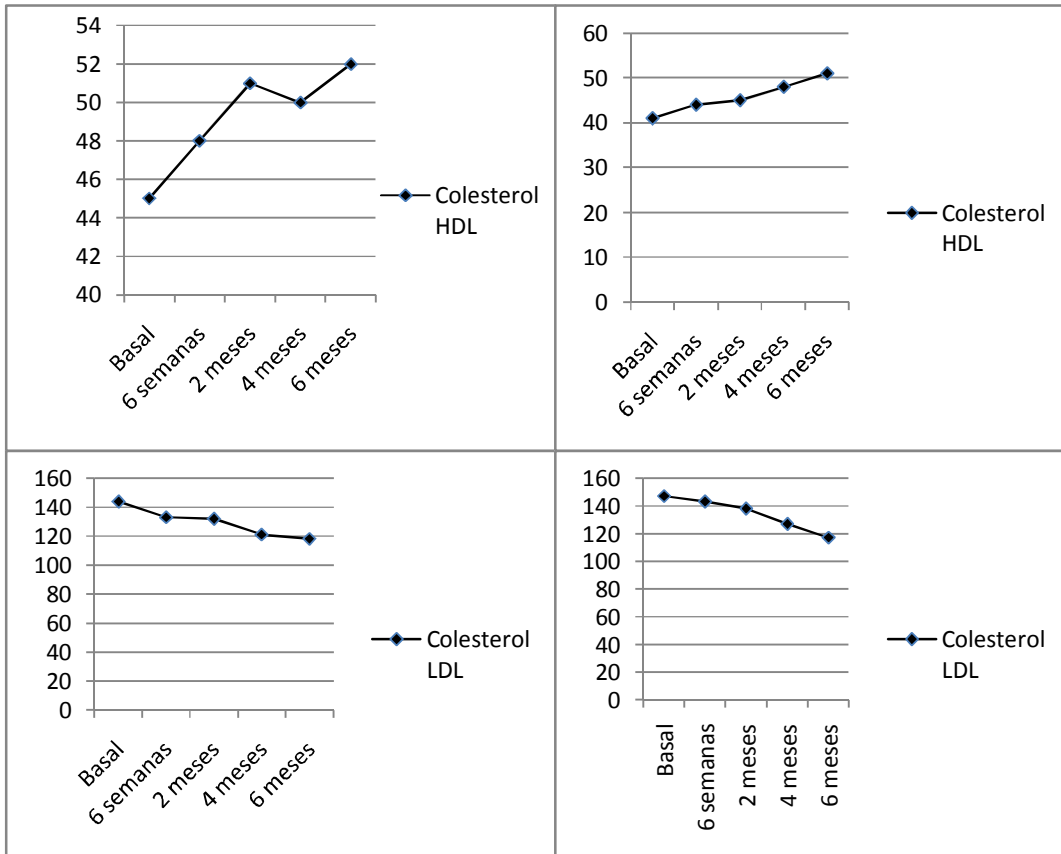 54
52
50
48
46
44
42
40
Basal
6 semanas
2 meses
4 meses
6 meses
Colesterol
HDL
60
50
40
30
20
10
0
Basal
6 semanas
2 meses
4 meses
6 meses
Colesterol
HDL
160
140
120
100
80
60
40
20
0
Basal
6 semanas
2 meses
4 meses
6 meses
Colesterol
LDL
160
140
120
100
80
60
40
20
0
Basal
6 semanas
2 meses
4 meses
6 meses
Colesterol
LDL